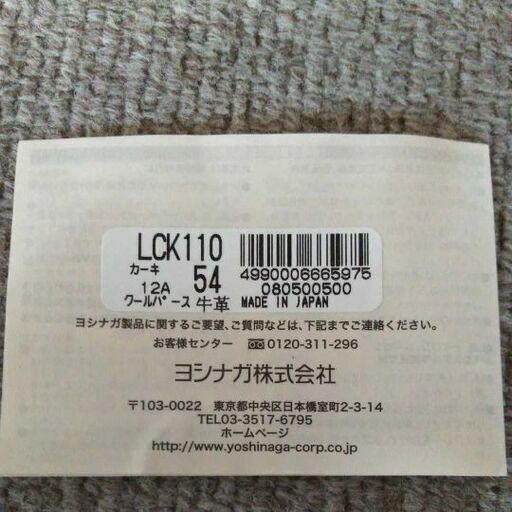 LCK110
カーキ
12A 54
4990006665975
080500500
クールパース 牛革 MADE IN JAPAN
ヨシナガ製品に関するご要望、ご質問などは、下記までご連絡ください。
お客様センター 0120-311-296
ヨシナガ株式会社
〒103-0022 東京都中央区日本橋室町2-3-14
TEL03-3517-6795
ホームページ
http://www.yoshinaga-corp.co.jp